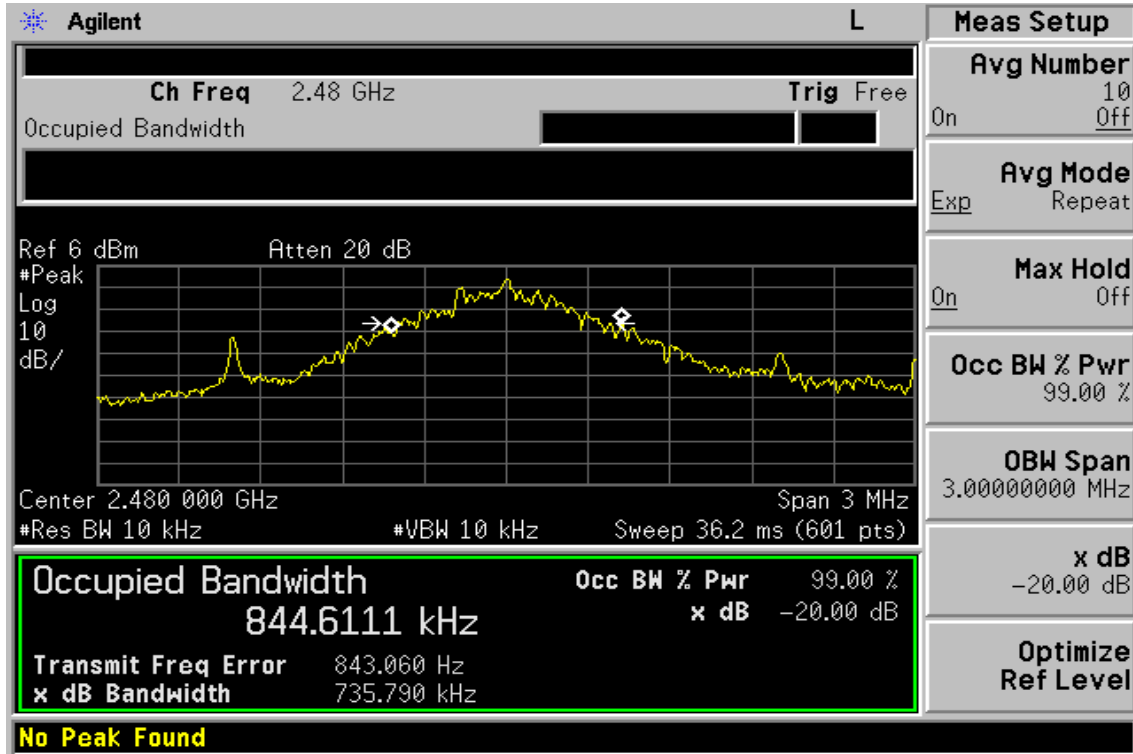 Agilent L
Ch Freq 2.48 GHz Trig Free
Occupied Bandwidth
Ref 6 dBm Atten 20 dB
#Peak
Log
10
dB/
Center 2.480 000 GHz Span 3 MHz
#Res BW 10 kHz #VBW 10 kHz Sweep 36.2 ms (601 pts)
Occupied Bandwidth Occ BW % Pwr 99.00 %
844.6111 kHz x dB -20.00 dB
Transmit Freq Error 843.060 Hz
x dB Bandwidth 735.790 kHz
No Peak Found
Meas Setup
Avg Number
10
On Off
Avg Mode
Exp Repeat
Max Hold
On Off
Occ BW % Pwr
99.00 %
OBW Span
3.00000000 MHz
x dB
-20.00 dB
Optimize
Ref Level